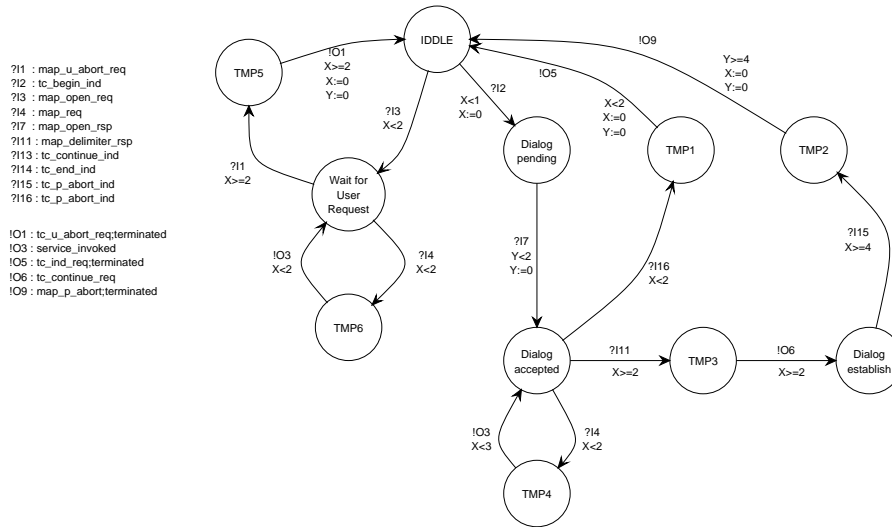 ?I1 : map_u_abort_req
?I2 : tc_begin_ind
?I3 : map_open_req
?I4 : map_req
?I7 : map_open_rsp
?I11 : map_delimiter_rsp
?I13 : tc_continue_ind
?I14 : tc_end_ind
?I15 : tc_p_abort_ind
?I16 : tc_p_abort_ind
!O1 : tc_u_abort_req;terminated
!O3 : service_invoked
!O5 : tc_ind_req;terminated
!O6 : tc_continue_req
!O9 : map_p_abort;terminated
IDDLE
TMP5
!O1
X>=2
X:=0
Y:=0
?I3
X<2
?I2
X<1
X:=0
!O5
X<2
X:=0
Y:=0
!O9
Y>=4
X:=0
Y:=0
Dialog
pending
TMP1
TMP2
?I1
X>=2
Wait for
User
Request
!O3
X<2
?I4
X<2
TMP6
?I7
Y<2
Y:=0
?I16
X<2
?I15
X>=4
Dialog
accepted
?I11
X>=2
TMP3
!O6
X>=2
Dialog
establish
!O3
X<3
?I4
X<2
TMP4